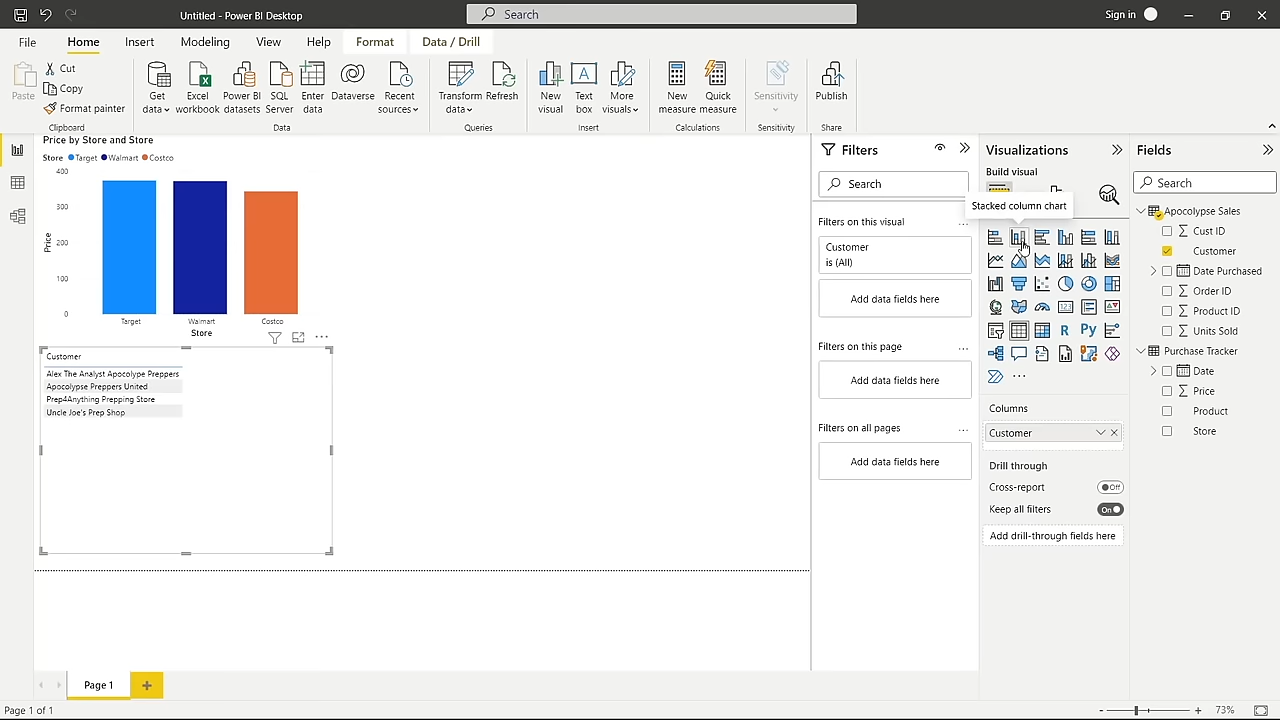 Untitled - Power BI Desktop
Search
Sign in
File
Home
Insert
Modeling
View
Help
Format
Data / Drill
Paste
Cut
Copy
Format painter
Clipboard
Get data
Excel workbook
Power BI datasets
SQL Server
Enter data
Dataverse
Recent sources
Data
Transform data
Refresh
Queries
New visual
Text box
More visuals
Insert
New measure
Quick measure
Calculations
Sensitivity
Sensitivity
Publish
Share
Price by Store and Store
Store Target Walmart Costco
400
300
200
100
0
Price
Target
Walmart
Costco
Store
Customer
Alex The Analyst Apocolype Preppers
Apocolypse Preppers United
Prep4Anything Prepping Store
Uncle Joe's Prep Shop
Filters
Search
Filters on this visual
Customer
is (All)
Add data fields here
Filters on this page
Add data fields here
Filters on all pages
Add data fields here
Visualizations
Build visual
Stacked column chart
R
Py
123
Columns
Customer
Drill through
Cross-report
Off
Keep all filters
On
Add drill-through fields here
Fields
Search
Apocolypse Sales
Cust ID
Customer
Date Purchased
Order ID
Product ID
Units Sold
Purchase Tracker
Date
Price
Product
Store
Page 1
Page 1 of 1
73%